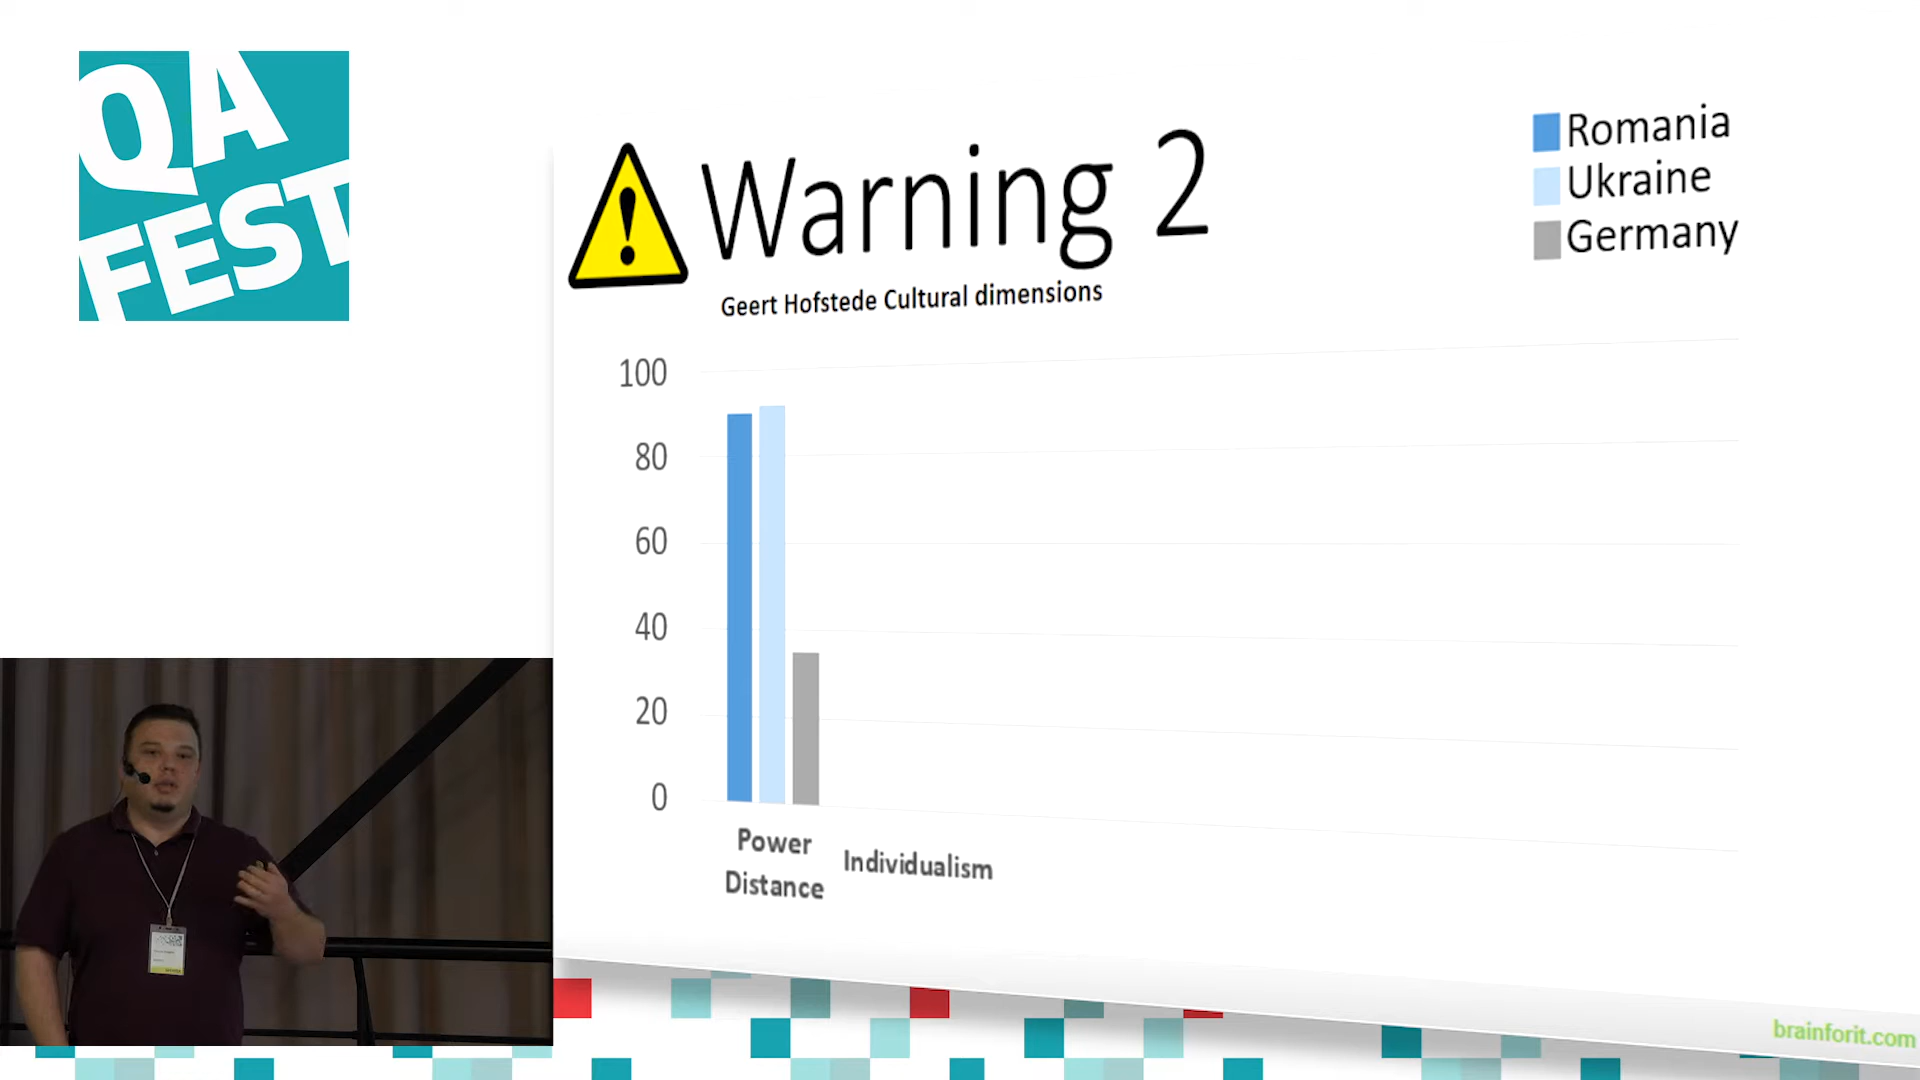 QA
FEST
Warning 2
Geert Hofstede Cultural dimensions
Romania
Ukraine
Germany
100
80
60
40
20
0
Power
Distance
Individualism
brainforit.com